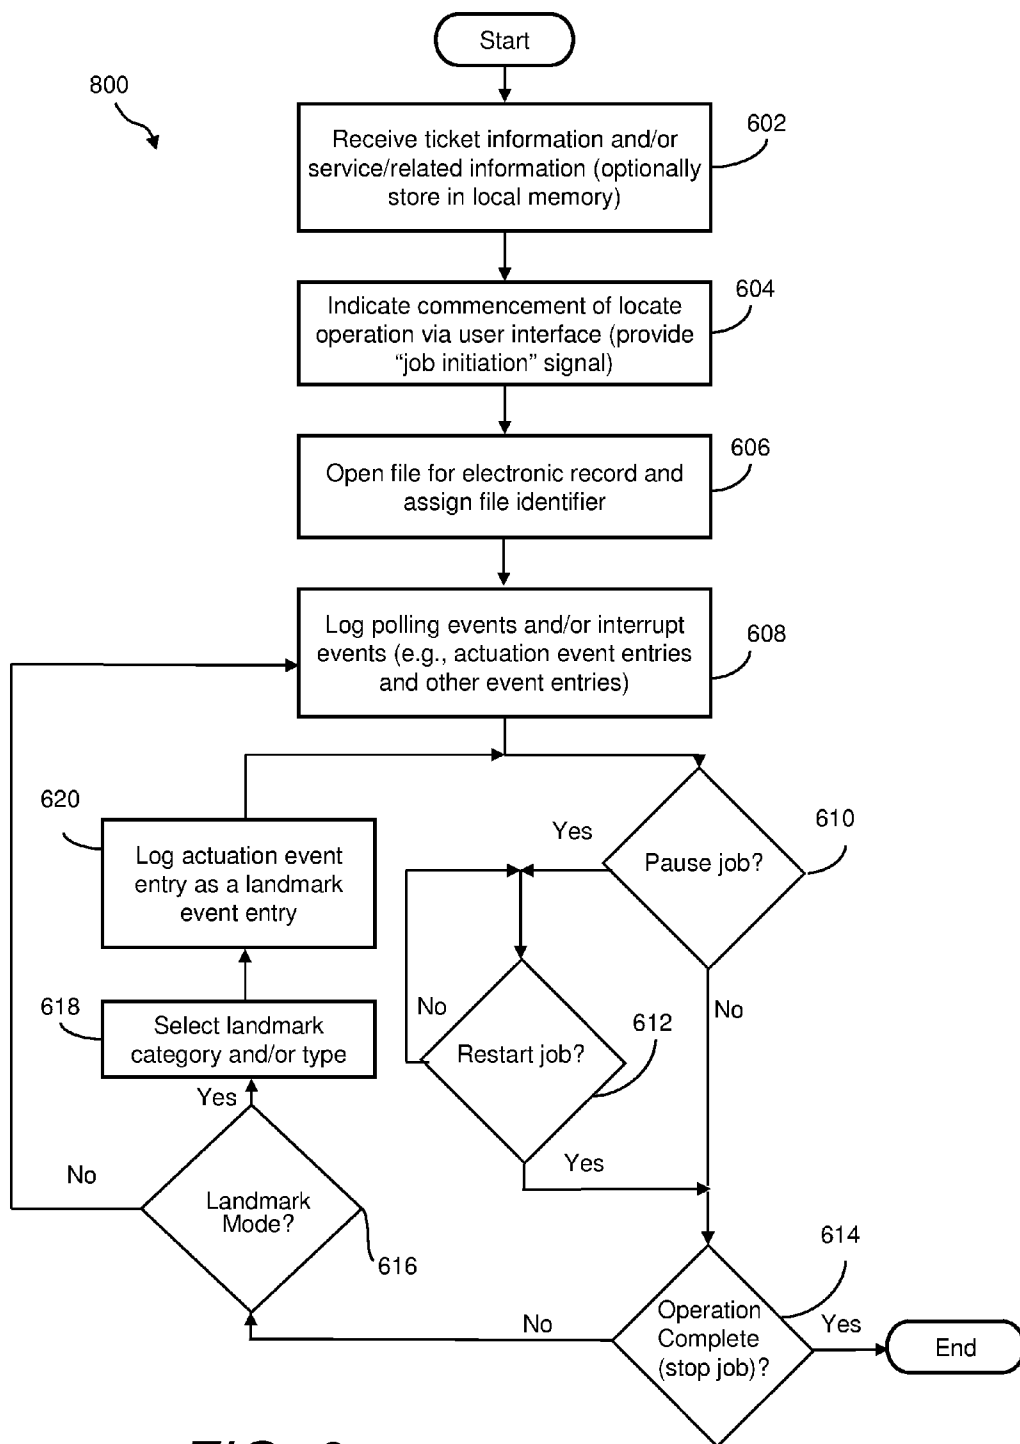 Start
800
Receive ticket information and/or
service/related information (optionally
store in local memory)
602
Indicate commencement of locate
operation via user interface (provide
“job initiation” signal)
604
Open file for electronic record and
assign file identifier
606
Log polling events and/or interrupt
events (e.g., actuation event entries
and other event entries)
608
620
Log actuation event
entry as a landmark
event entry
Yes
Pause job?
610
618
Select landmark
category and/or type
No
Restart job?
612
No
Yes
No
Yes
Landmark
Mode?
616
614
Operation
Complete
(stop job)?
No
Yes
End